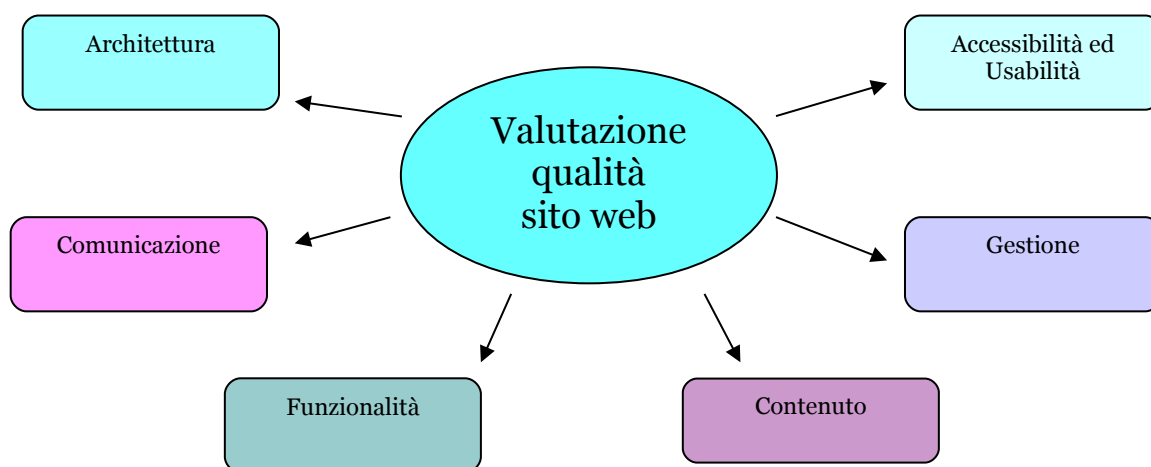 Architettura
Accessibilità ed
Usabilità
Valutazione
qualità
sito web
Comunicazione
Gestione
Funzionalità
Contenuto